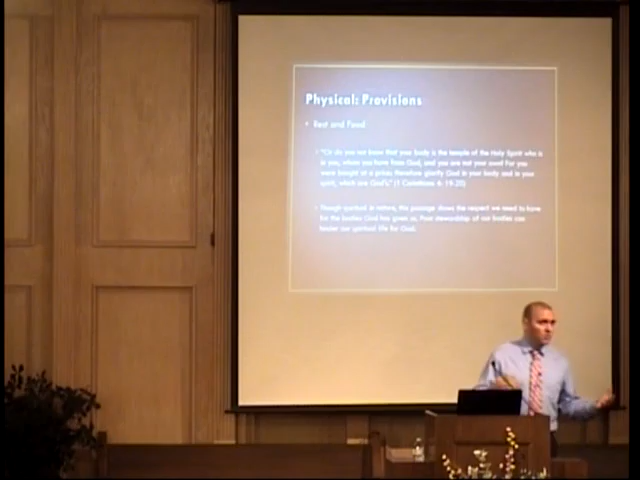 Physical: Provisions
• Rest and Food
"Or do you not know that your body is the temple of the Holy Spirit who is
in you, whom you have from God, and you are not your own? For you
were bought at a price; therefore glorify God in your body and in your
spirit, which are God's." (1 Corinthians 6: 19-20)
Though spiritual in nature, the passage shows the respect we need to have
for the bodies God has given us. Poor stewardship of our bodies can
hinder our spiritual life for God.